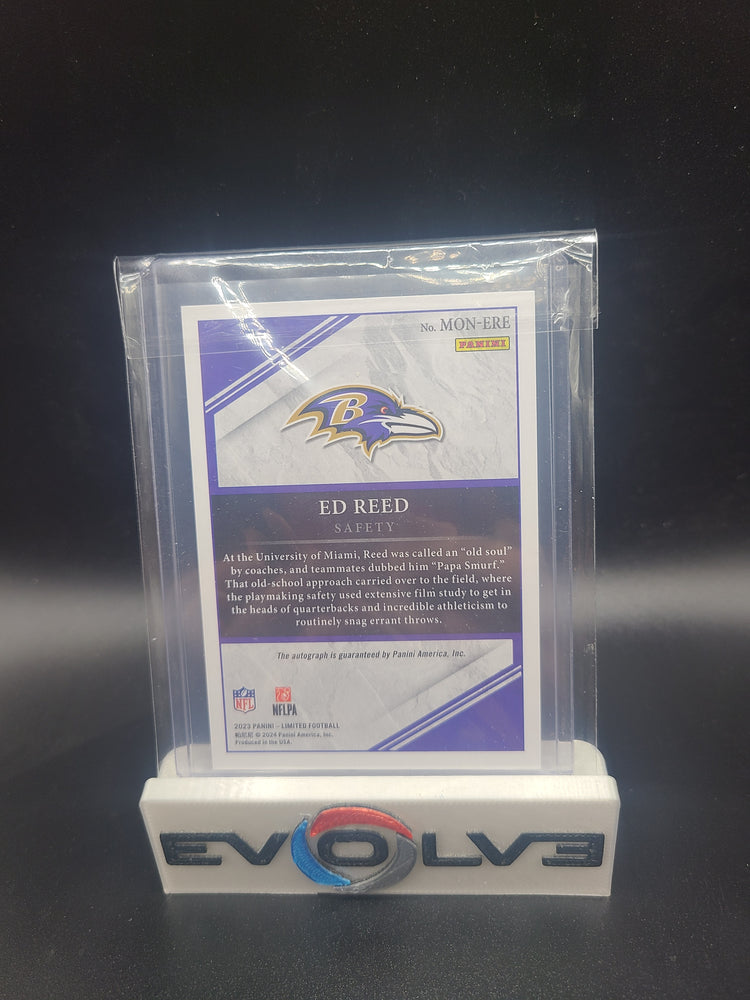 No. MON-ERE
PANINI
B
ED REED
SAFETY
At the University of Miami, Reed was called an “old soul”
by coaches, and teammates dubbed him “Papa Smurf.”
That old-school approach carried over to the field, where
the playmaking safety used extensive film study to get in
the heads of quarterbacks and incredible athleticism to
routinely snag errant throws.
The autograph is guaranteed by Panini America, Inc.
NFL
NFLPA
2023 PANINI – LIMITED FOOTBALL
帕尼尼 © 2024 Panini America, Inc.
Produced in the USA.
EVOLV3